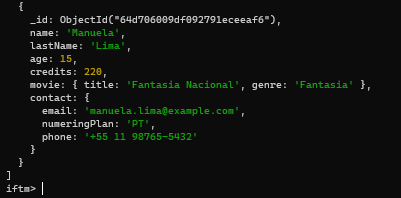 {
_id: ObjectId("64d706009df092791eceeaf6"),
name: 'Manuela',
lastName: 'Lima',
age: 15,
credits: 220,
movie: { title: 'Fantasia Nacional', genre: 'Fantasia' },
contact: {
email: 'manuela.lima@example.com',
numeringPlan: 'PT',
phone: '+55 11 98765-5432'
}
}
]
iftm>